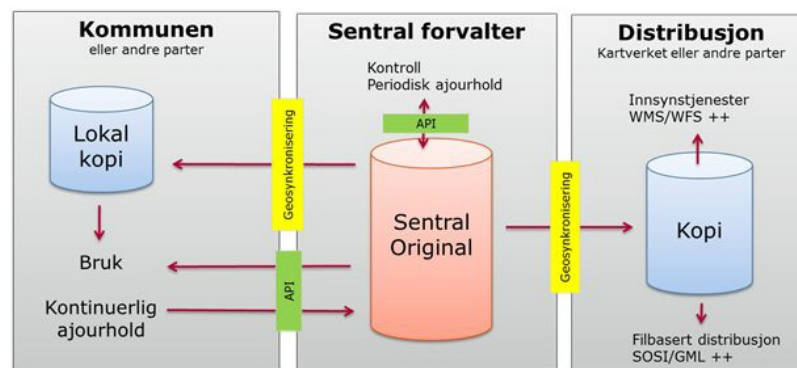 Kommunen
eller andre parter
Lokal
kopi
Bruk
Kontinuerlig
ajourhold
Geosynkronisering
API
Sentral forvalter
Kontroll
Periodisk ajourhold
API
Sentral
Original
Geosynkronisering
Distribusjon
Kartverket eller andre parter
Innsynstjenester
WMS/WFS ++
Kopi
Filbasert distribusjon
SOSI/GML ++